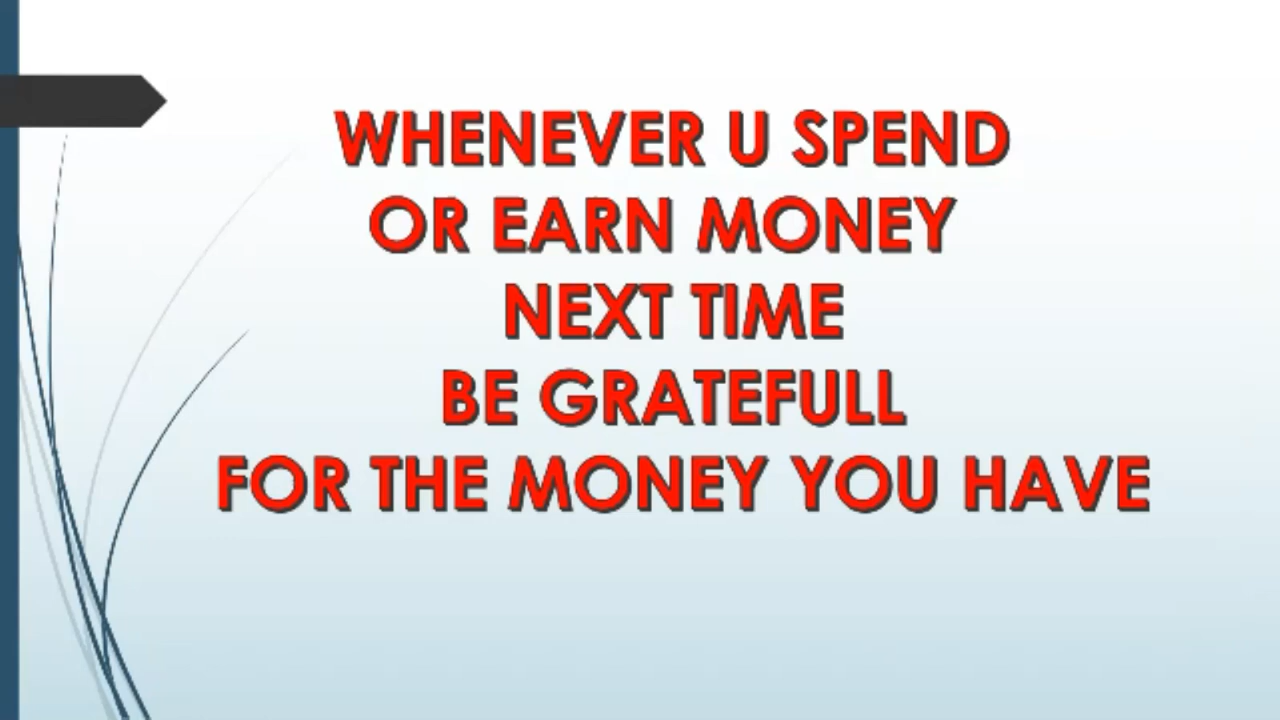 WHENEVER U SPEND
OR EARN MONEY
NEXT TIME
BE GRATEFULL
FOR THE MONEY YOU HAVE